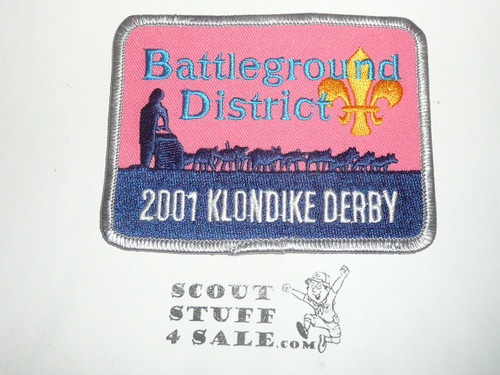 Battleground
District
2001 KLONDIKE DERBY
SCOUT
STUFF
4 SALE.com